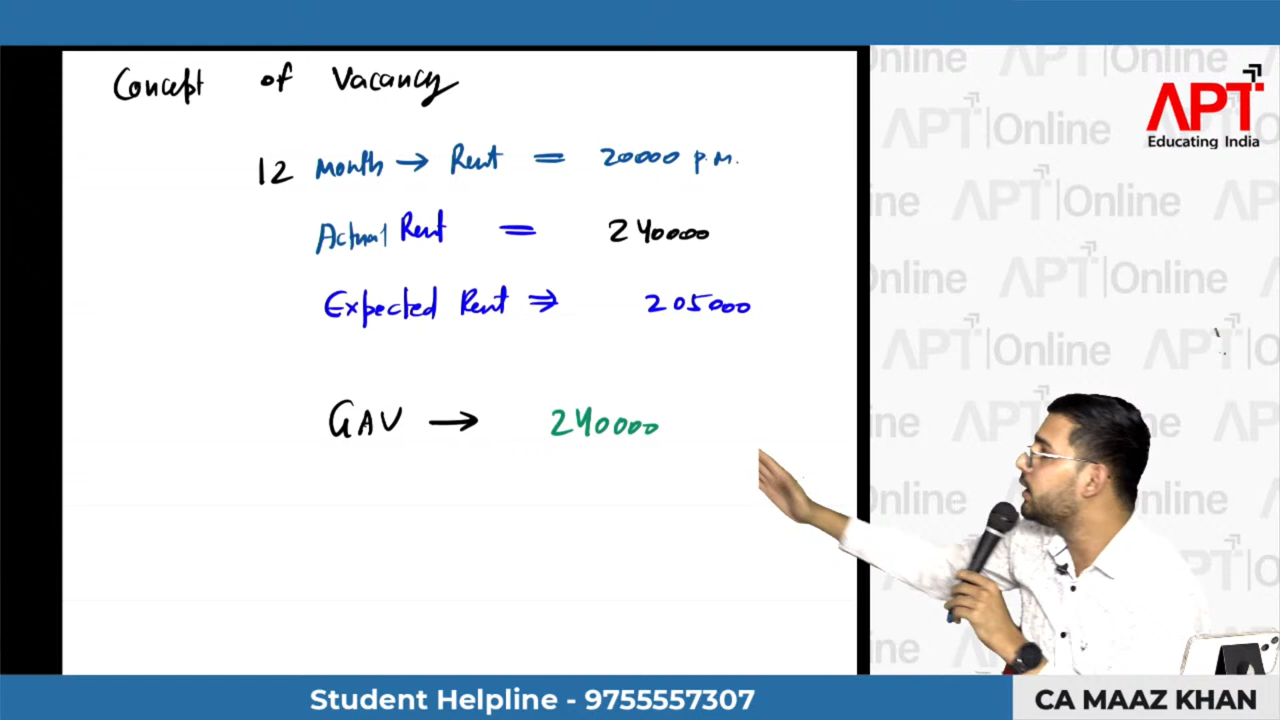 Concept of Vacancy
12 Month → Rent = 20000 p.m.
Actual Rent = 240000
Expected Rent ⇒ 205000
GAV → 240000
APT
Educating India
APT|Online
Student Helpline - 9755557307
CA MAAZ KHAN